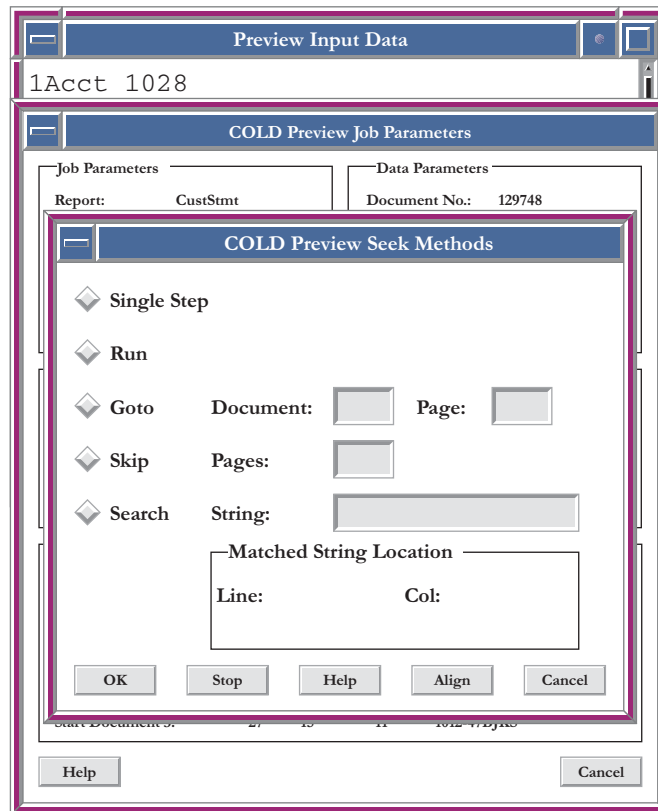 Preview Input Data
1Acct 1028
COLD Preview Job Parameters
Job Parameters
Data Parameters
Report: CustStmt
Document No.: 129748
COLD Preview Seek Methods
Single Step
Run
Goto Document: Page:
Skip Pages:
Search String:
Matched String Location
Line: Col:
OK Stop Help Align Cancel
Help Cancel